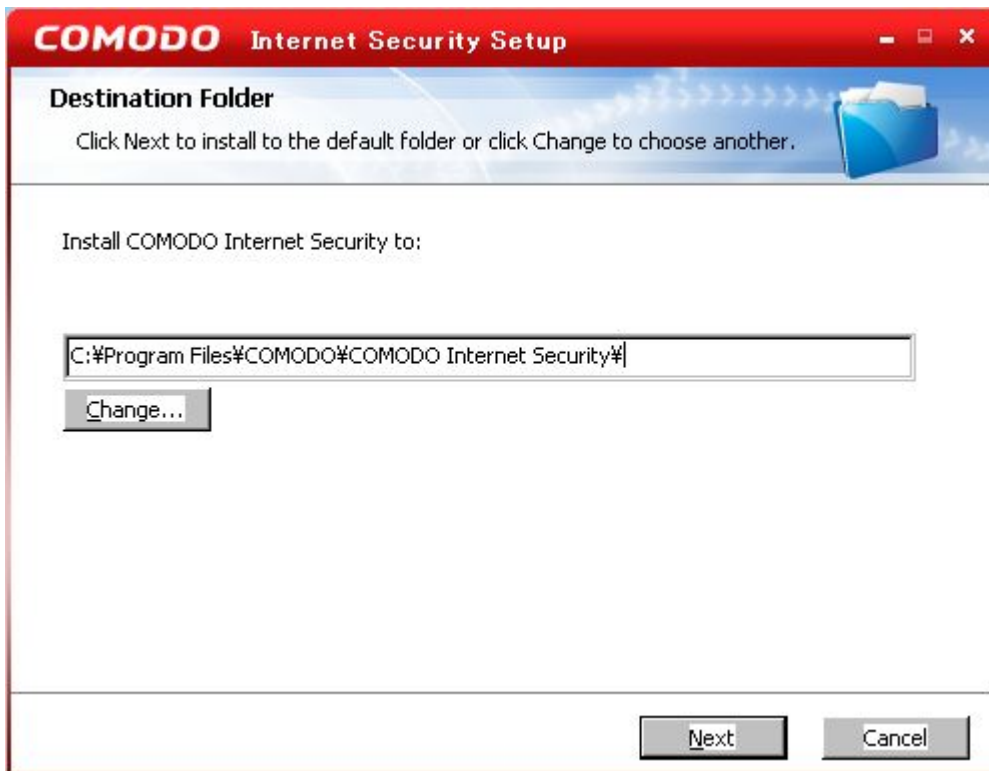 COMODO Internet Security Setup
Destination Folder
Click Next to install to the default folder or click Change to choose another.
Install COMODO Internet Security to:
C:¥Program Files¥COMODO¥COMODO Internet Security¥
Change...
Next Cancel